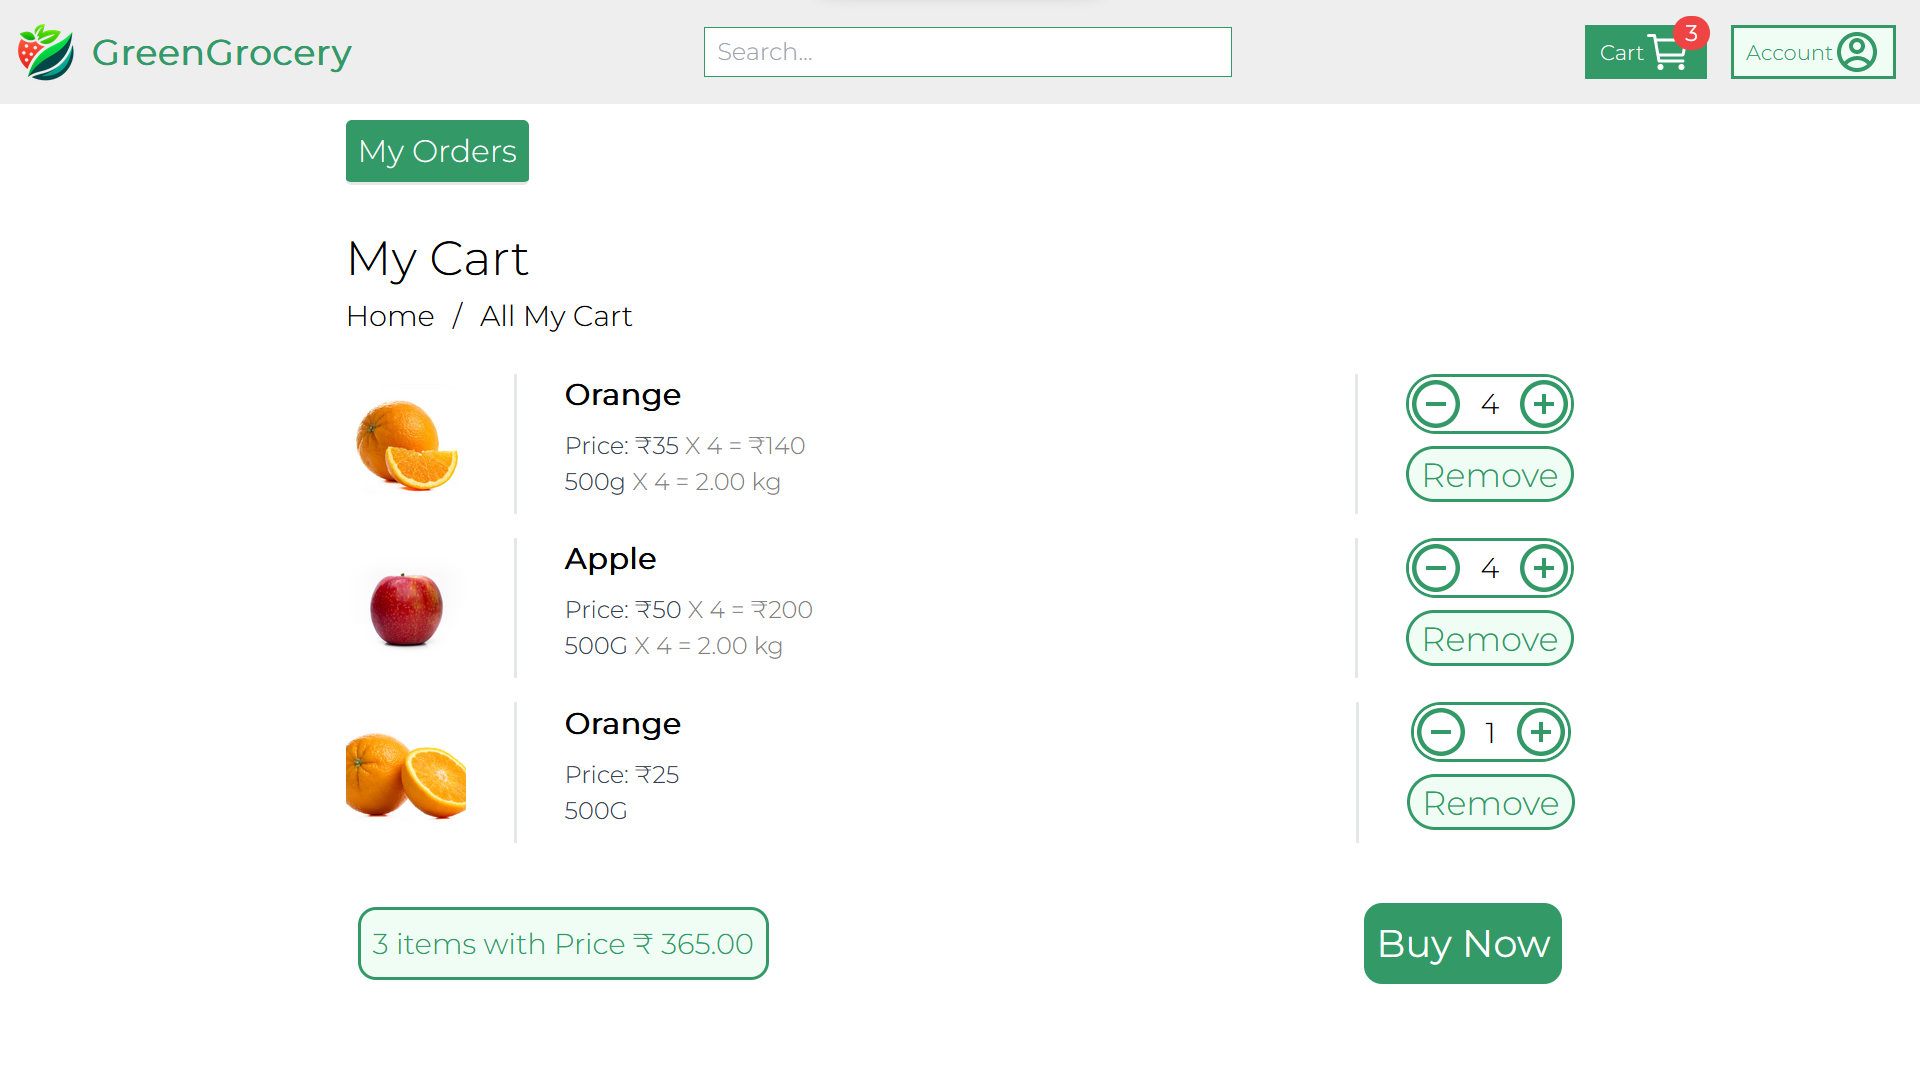 GreenGrocery
Search...
Cart
3
Account
My Orders
My Cart
Home / All My Cart
Orange
Price: ₹35 X 4 = ₹140
500g X 4 = 2.00 kg
4
Remove
Apple
Price: ₹50 X 4 = ₹200
500G X 4 = 2.00 kg
4
Remove
Orange
Price: ₹25
500G
1
Remove
3 items with Price ₹ 365.00
Buy Now